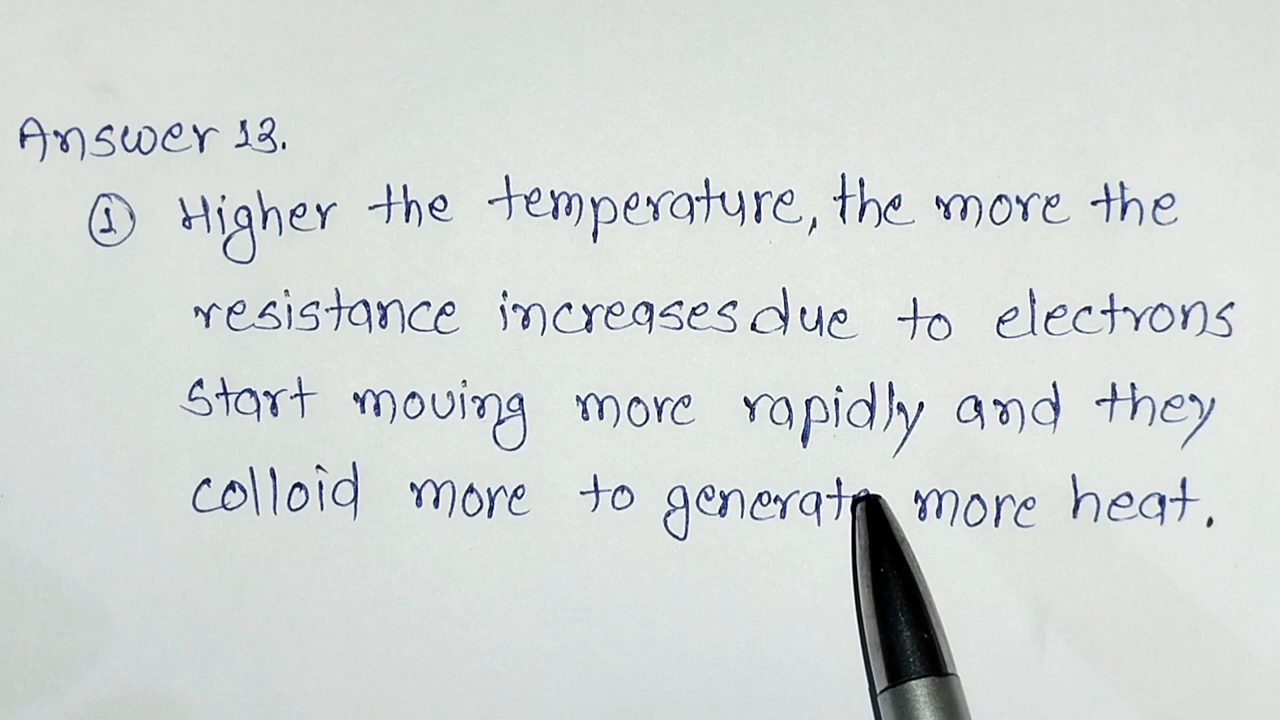 Answer 13.
① Higher the temperature, the more the
resistance increases due to electrons
start moving more rapidly and they
colloid more to generate more heat.